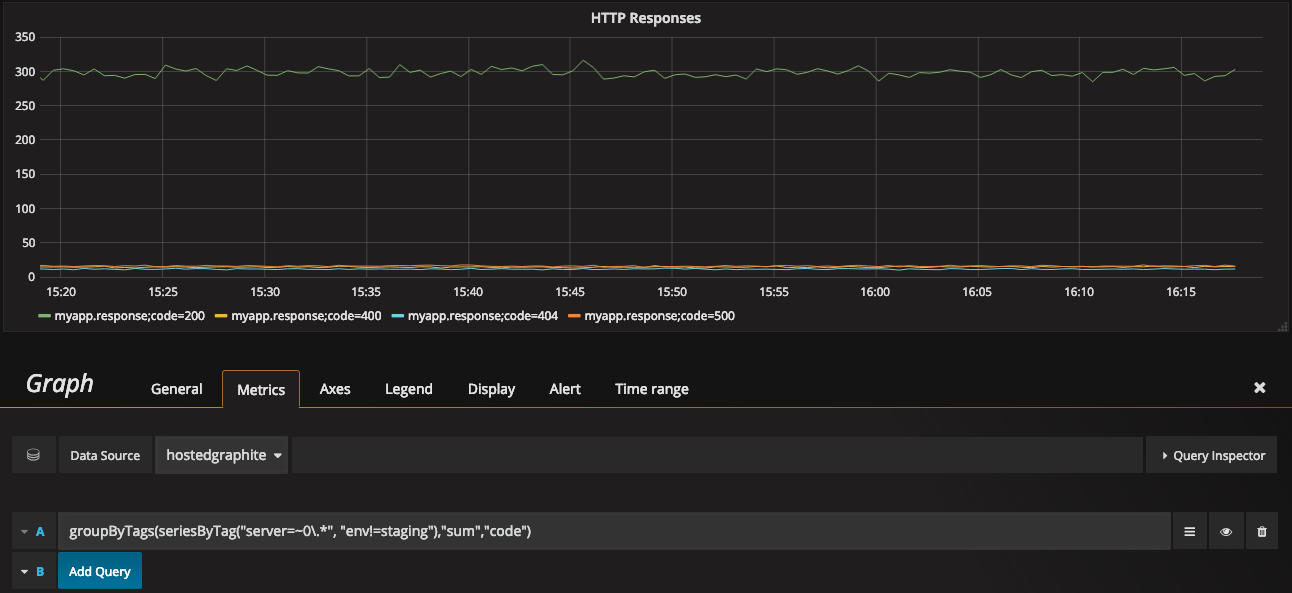 HTTP Responses
350
300
250
200
150
100
50
0
15:20 15:25 15:30 15:35 15:40 15:45 15:50 15:55 16:00 16:05 16:10 16:15
myapp.response;code=200 myapp.response;code=400 myapp.response;code=404 myapp.response;code=500
Graph General Metrics Axes Legend Display Alert Time range
Data Source hostedgraphite Query Inspector
A groupByTags(seriesByTag("server=~0\.*", "env!=staging"),"sum","code")
B Add Query